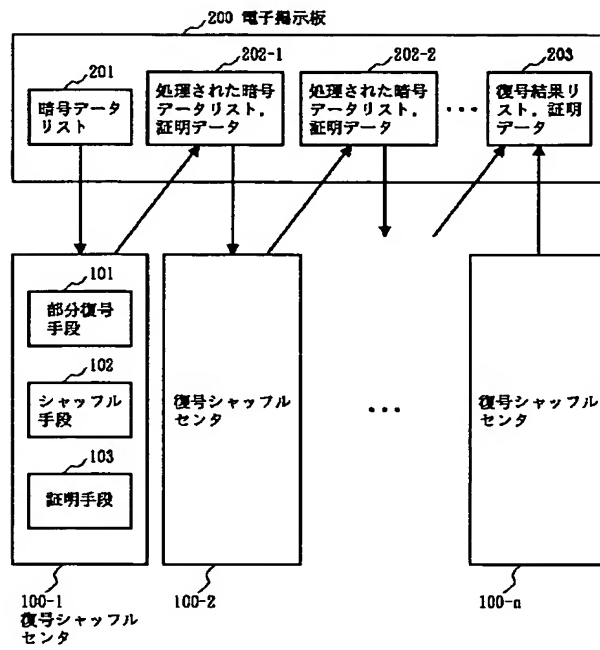 200 電子掲示板
201
202-1
202-2
203
暗号データ
リスト
処理された暗号
データリスト,
証明データ
処理された暗号
データリスト,
証明データ
...
復号結果リ
スト,証明
データ
101
部分復号
手段
102
シャッフル
手段
103
証明手段
復号シャッフル
センタ
...
復号シャッフル
センタ
100-1
復号シャッフル
センタ
100-2
100-n